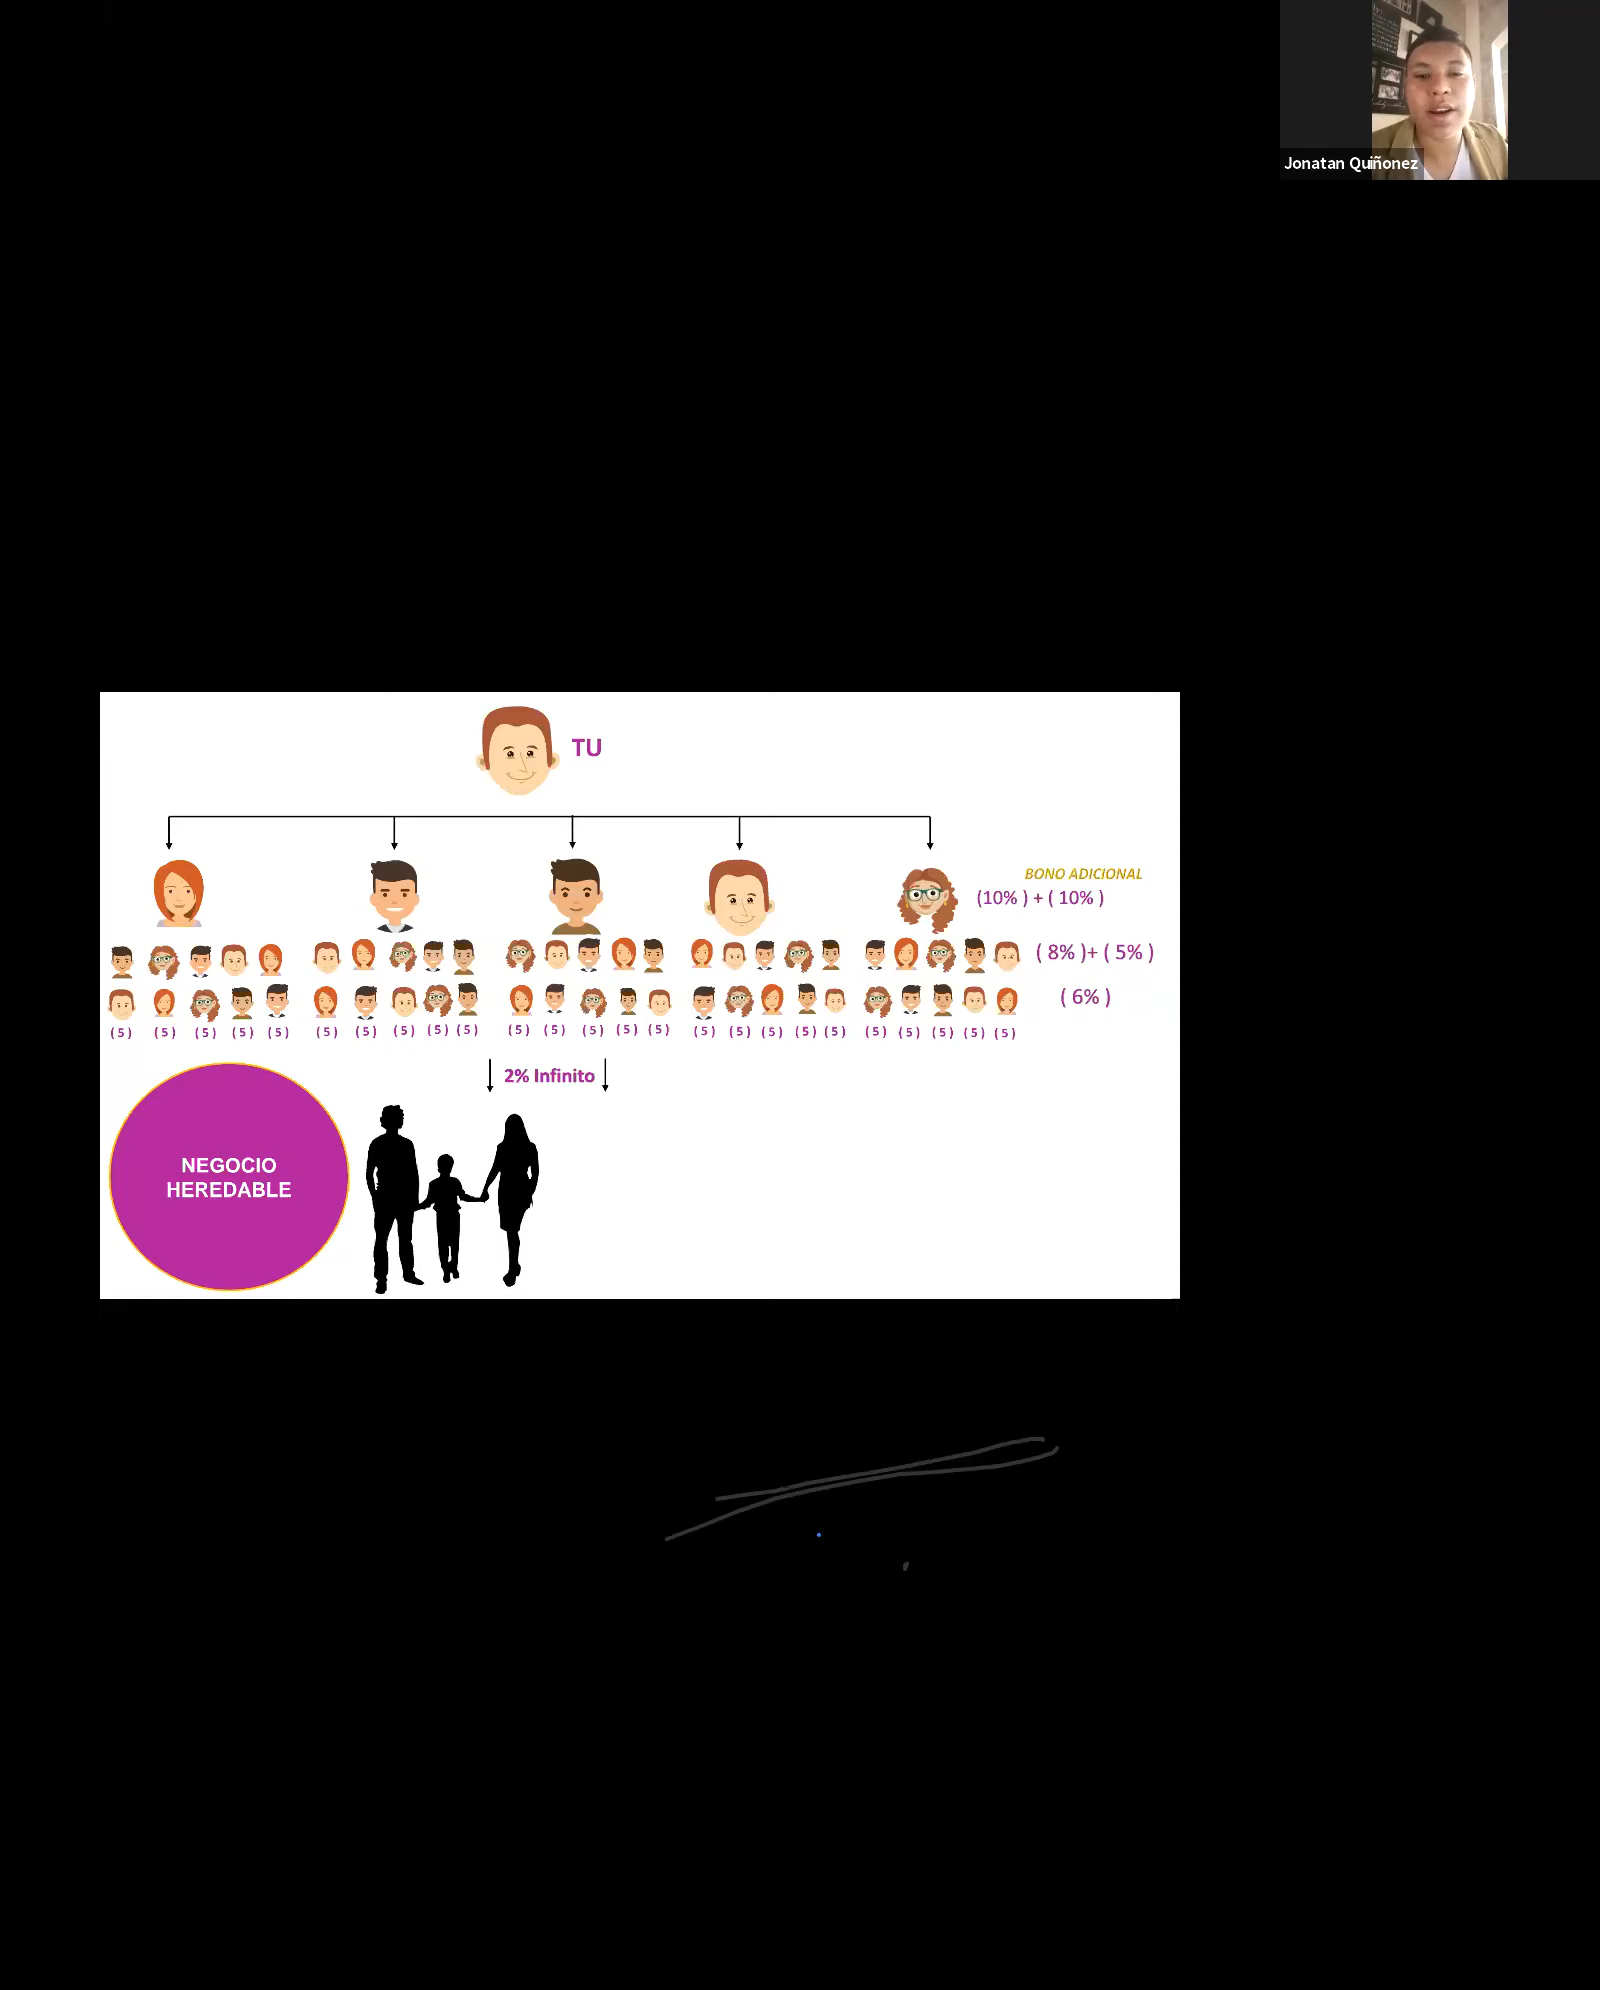 Jonatan Quiñonez
TU
BONO ADICIONAL
(10% ) + ( 10% )
( 8% )+ ( 5% )
( 6% )
( 5 ) ( 5 ) ( 5 ) ( 5 ) ( 5 ) ( 5 ) ( 5 ) ( 5 ) ( 5 ) ( 5 ) ( 5 ) ( 5 ) ( 5 ) ( 5 ) ( 5 ) ( 5 ) ( 5 ) ( 5 ) ( 5 ) ( 5 ) ( 5 ) ( 5 ) ( 5 ) ( 5 ) ( 5 )
2% Infinito
NEGOCIO
HEREDABLE